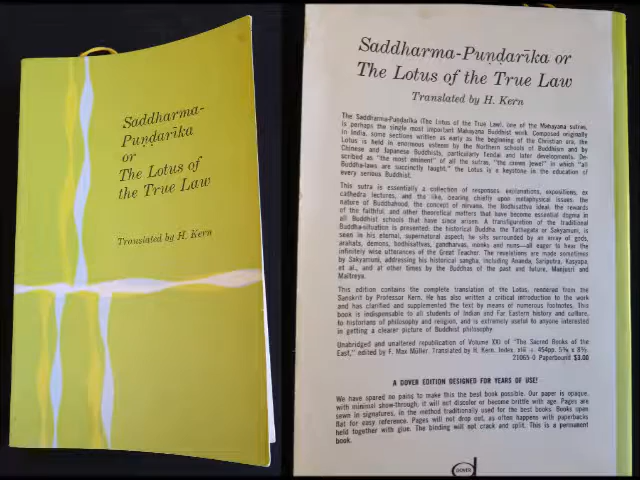 Saddharma-
Puṇḍarīka
or
The Lotus of
the True Law
Translated by H. Kern
Saddharma-Puṇḍarīka or
The Lotus of the True Law
Translated by H. Kern
The Saddharma-Puṇḍarīka (The Lotus of the True Law), one of the Mahayana sutras,
is perhaps the single most important Mahayana Buddhist work. Composed originally
in India, some sections written as early as the beginning of the Christian era, the
Lotus is held in enormous esteem by the Northern schools of Buddhism and by
Chinese and Japanese Buddhists, particularly Tendai and later developments. De-
scribed as "the most eminent" of all the sutras, "the crown jewel" in which "all
Buddha-laws are succinctly taught," the Lotus is a keystone in the education of
every serious Buddhist.
This sutra is essentially a collection of responses, explanations, expositions, ex
cathedra lectures, and the like, bearing chiefly upon metaphysical issues: the
nature of Buddhahood, the concept of nirvana, the Bodhisattva ideal, the rewards
of the faithful, and other theoretical matters that have become essential dogma in
all Buddhist schools that have since arisen. A transfiguration of the traditional
Buddha-situation is presented: the historical Buddha, the Tathagata or Sakyamuni, is
seen in his eternal, supernatural aspect; he sits surrounded by an array of gods,
arahats, demons, bodhisattvas, gandharvas, monks and nuns—all eager to hear the
infinitely wise utterances of the Great Teacher. The revelations are made sometimes
by Sakyamuni, addressing his historical sangha, including Ananda, Sariputra, Kasyapa,
et al., and at other times by the Buddhas of the past and future, Manjusri and
Maitreya.
This edition contains the complete translation of the Lotus, rendered from the
Sanskrit by Professor Kern. He has also written a critical introduction to the work
and has clarified and supplemented the text by means of numerous footnotes. This
book is indispensable to all students of Indian and Far Eastern history and culture,
to historians of philosophy and religion, and is extremely useful to anyone interested
in getting a clearer picture of Buddhist philosophy.
Unabridged and unaltered republication of Volume XXI of "The Sacred Books of the
East," edited by F. Max Müller. Translated by H. Kern. Index. xlii + 454pp. 5⅜ x 8½.
21065-0 Paperbound $3.00
A DOVER EDITION DESIGNED FOR YEARS OF USE!
We have spared no pains to make this the best book possible. Our paper is opaque,
with minimal show-through; it will not discolor or become brittle with age. Pages are
sewn in signatures, in the method traditionally used for the best books. Books open
flat for easy reference. Pages will not drop out, as often happens with paperbacks
held together with glue. The binding will not crack and split. This is a permanent
book.
DOVER